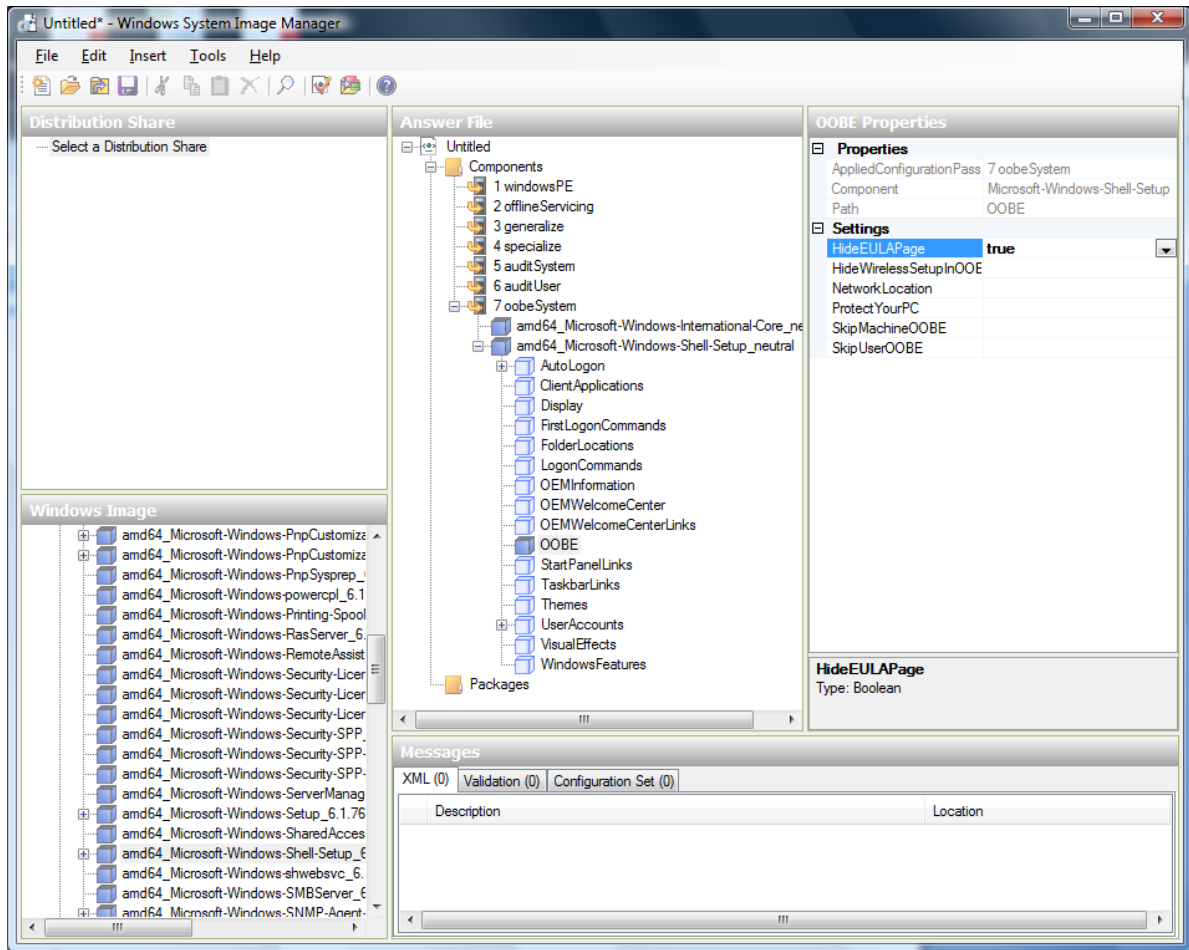 Untitled* - Windows System Image Manager
File Edit Insert Tools Help
Distribution Share
Select a Distribution Share
Windows Image
amd64_Microsoft-Windows-PnpCustomiza
amd64_Microsoft-Windows-PnpCustomiza
amd64_Microsoft-Windows-PnpSysprep_
amd64_Microsoft-Windows-powercpl_6.1
amd64_Microsoft-Windows-Printing-Spool
amd64_Microsoft-Windows-RasServer_6.
amd64_Microsoft-Windows-RemoteAssist
amd64_Microsoft-Windows-Security-Licer
amd64_Microsoft-Windows-Security-Licer
amd64_Microsoft-Windows-Security-Licer
amd64_Microsoft-Windows-Security-SPP_
amd64_Microsoft-Windows-Security-SPP-
amd64_Microsoft-Windows-Security-SPP-
amd64_Microsoft-Windows-ServerManag
amd64_Microsoft-Windows-Setup_6.1.76
amd64_Microsoft-Windows-SharedAcces
amd64_Microsoft-Windows-Shell-Setup_6
amd64_Microsoft-Windows-shwebsvc_6.
amd64_Microsoft-Windows-SMBServer_6
amd64_Microsoft-Windows-SNMP-Agent-
Answer File
Untitled
Components
1 windowsPE
2 offlineServicing
3 generalize
4 specialize
5 auditSystem
6 auditUser
7 oobeSystem
amd64_Microsoft-Windows-International-Core_ne
amd64_Microsoft-Windows-Shell-Setup_neutral
AutoLogon
ClientApplications
Display
FirstLogonCommands
FolderLocations
LogonCommands
OEMInformation
OEMWelcomeCenter
OEMWelcomeCenterLinks
OOBE
StartPanelLinks
TaskbarLinks
Themes
UserAccounts
VisualEffects
WindowsFeatures
Packages
OOBE Properties
Properties
AppliedConfigurationPass 7 oobeSystem
Component Microsoft-Windows-Shell-Setup
Path OOBE
Settings
HideEULAPage true
HideWirelessSetupInOOBE
NetworkLocation
ProtectYourPC
SkipMachineOOBE
SkipUserOOBE
HideEULAPage
Type: Boolean
Messages
XML (0) Validation (0) Configuration Set (0)
Description Location